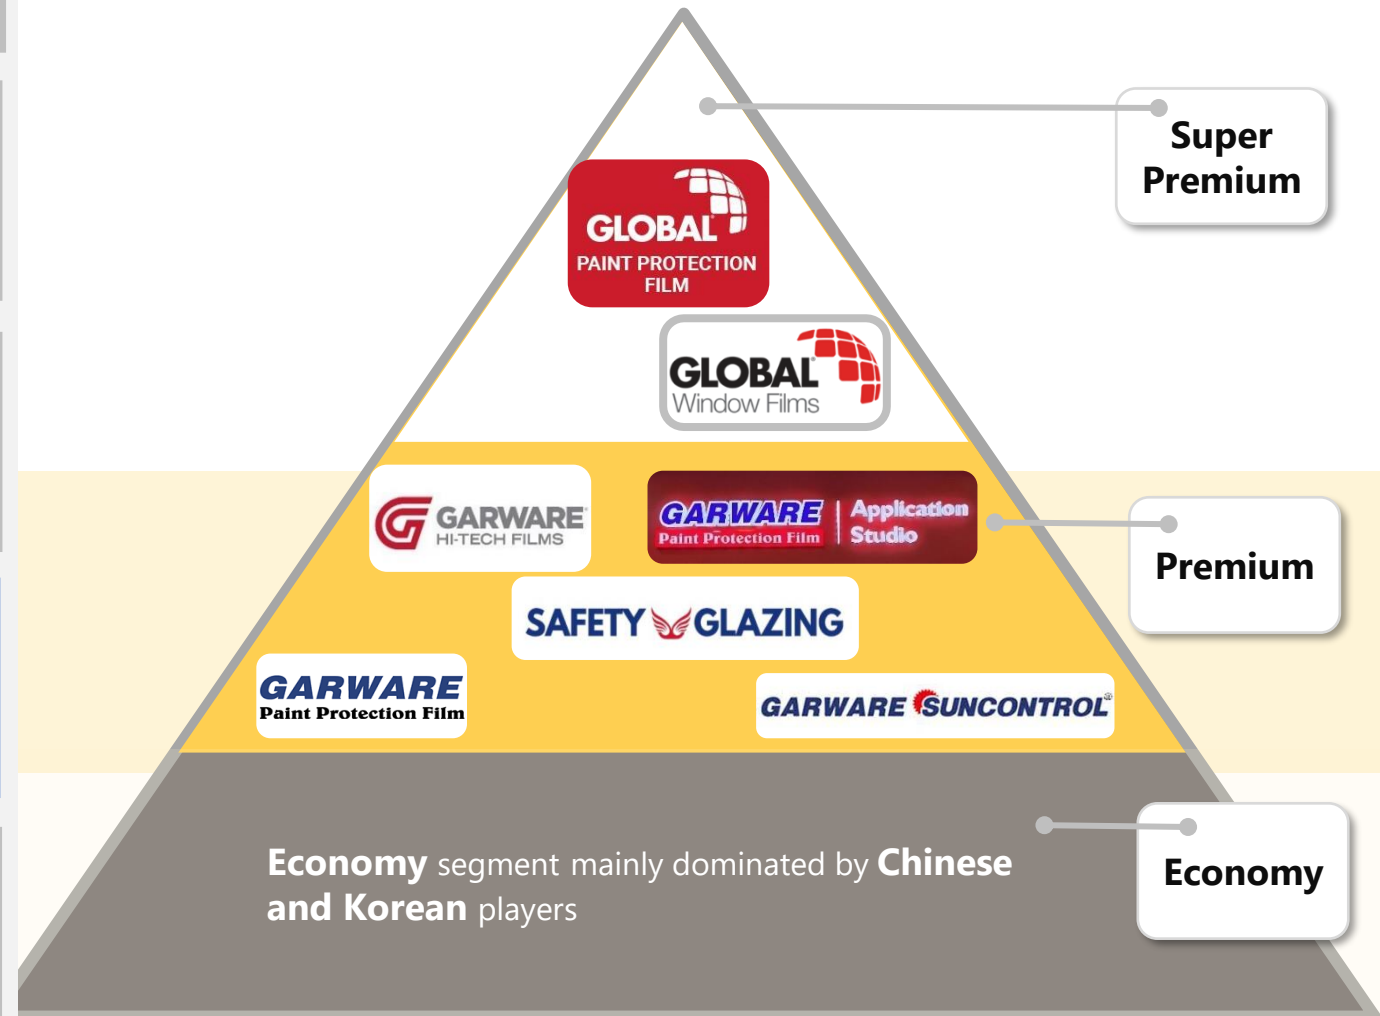 Super
Premium
GLOBAL
PAINT PROTECTION
FILM
GLOBAL
Window Films
GARWARE
HI-TECH FILMS
GARWARE
Paint Protection Film
Application
Studio
SAFETY GLAZING
Premium
GARWARE
Paint Protection Film
GARWARE SUNCONTROL®
Economy segment mainly dominated by Chinese
and Korean players
Economy